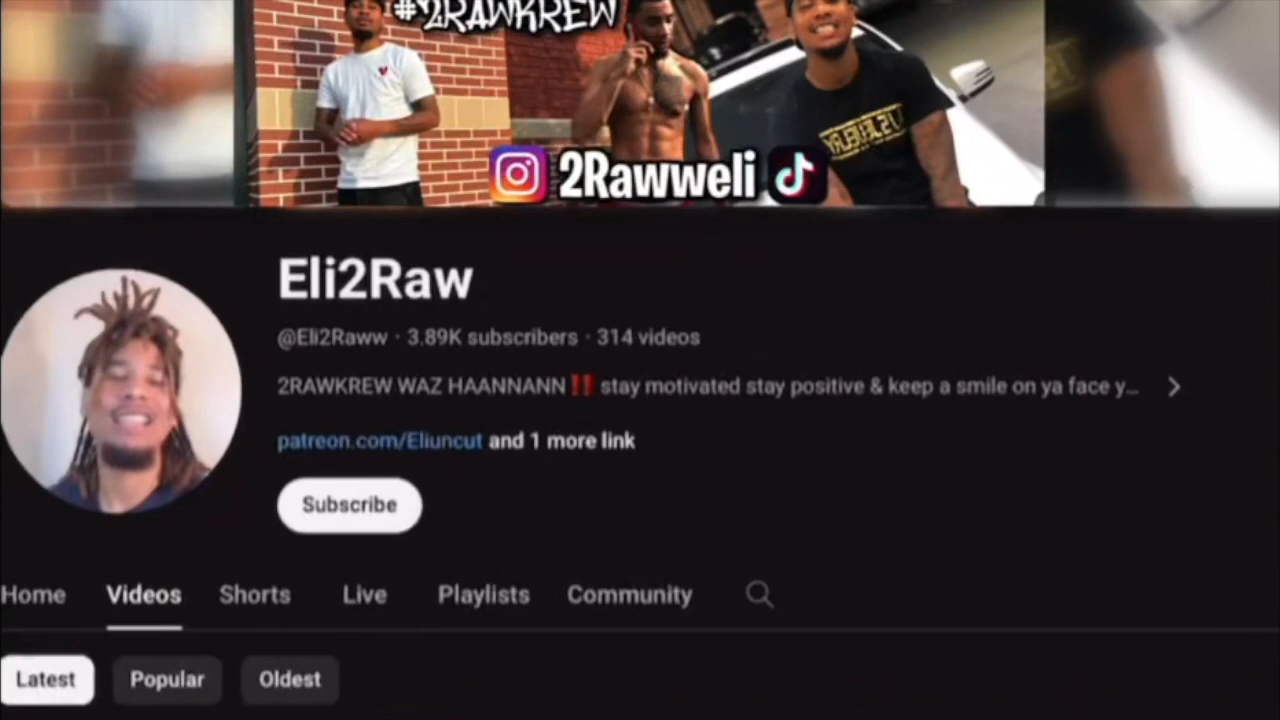 #2RAWKREW
2Rawweli
Eli2Raw
@Eli2Raww · 3.89K subscribers · 314 videos
2RAWKREW WAZ HAANNANN‼️ stay motivated stay positive & keep a smile on ya face y...
patreon.com/Eliuncut and 1 more link
Subscribe
Home Videos Shorts Live Playlists Community
Latest Popular Oldest